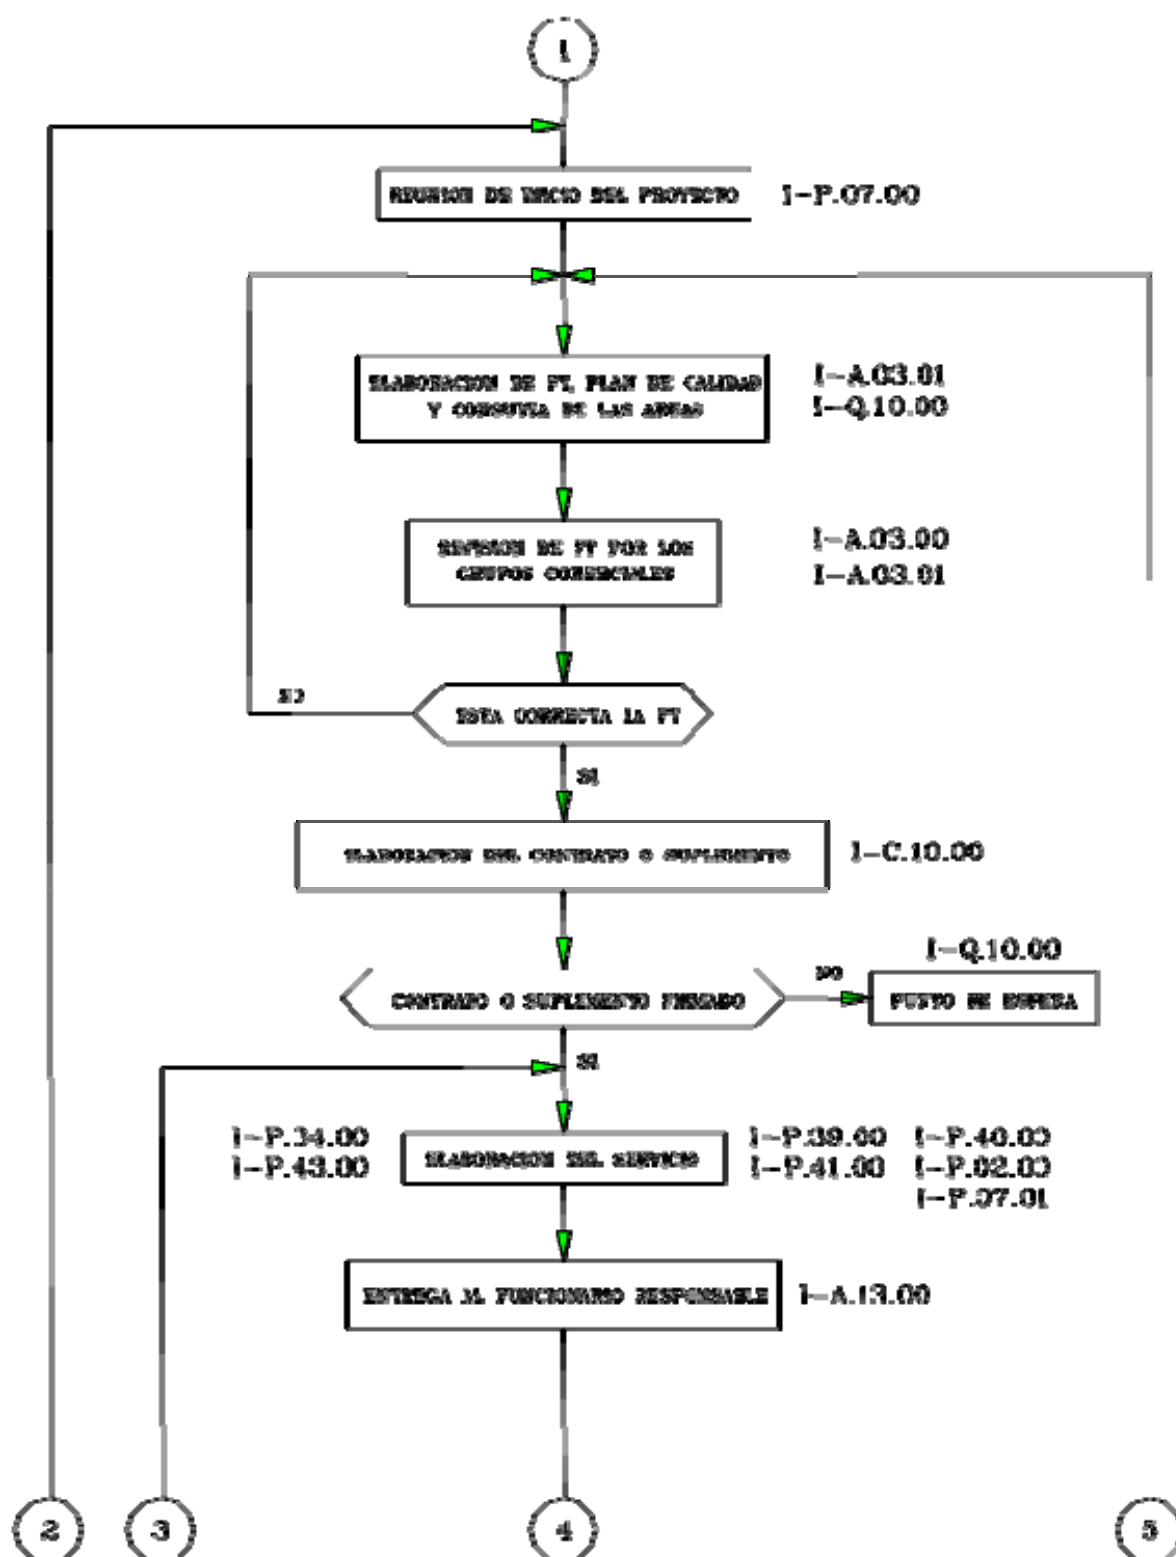 1
REUNION DE INICIO DEL PROYECTO
I-P.07.00
ELABORACION DE FT, PLAN DE CALIDAD
Y CONSULTA DE LAS AREAS
I-A.03.01
I-Q.10.00
REVISION DE FT POR LOS
GRUPOS COMERCIALES
I-A.03.00
I-A.03.01
NO
ESTA CORRECTA LA FT
SI
ELABORACION DEL CONTRATO O SUPLEMENTO
I-C.10.00
I-Q.10.00
CONTRATO O SUPLEMENTO FIRMADO
NO
PUNTO DE ESPERA
SI
I-P.34.00
I-P.43.00
ELABORACION DEL SERVICIO
I-P.39.00 I-P.40.00
I-P.41.00 I-P.02.00
I-P.07.01
ENTREGA AL FUNCIONARIO RESPONSABLE
I-A.13.00
2 3 4 5